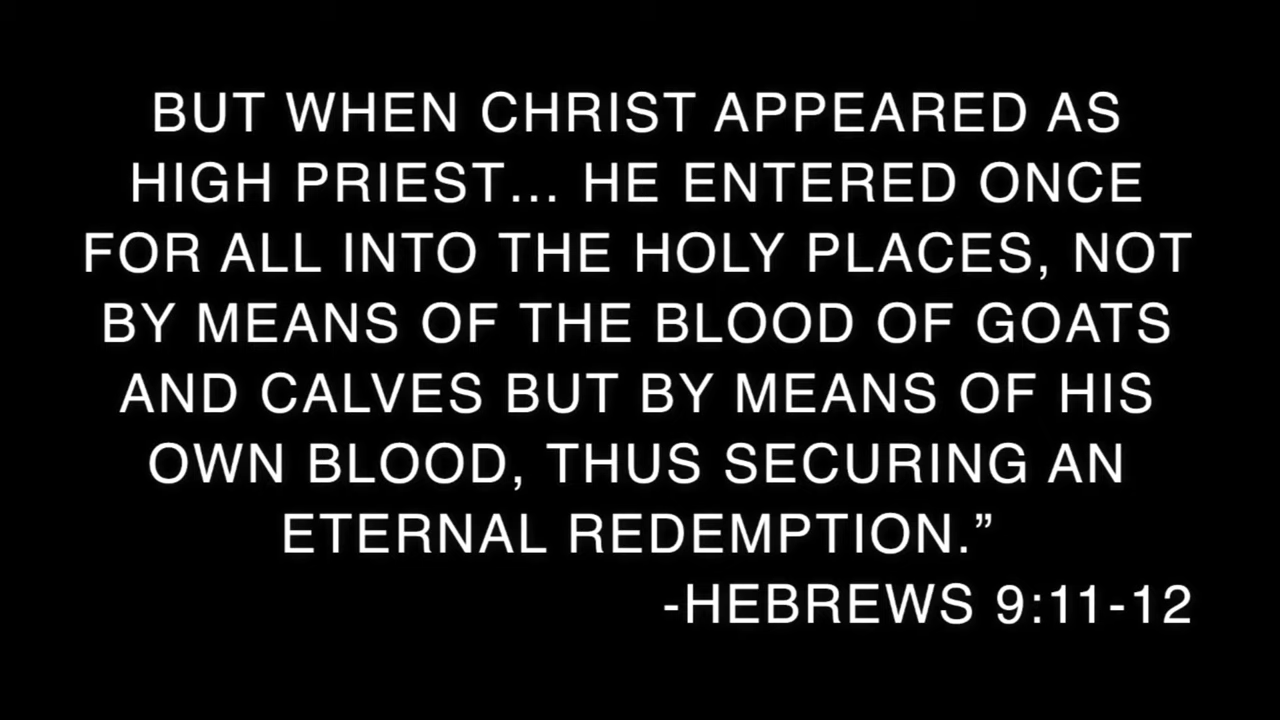 BUT WHEN CHRIST APPEARED AS
HIGH PRIEST... HE ENTERED ONCE
FOR ALL INTO THE HOLY PLACES, NOT
BY MEANS OF THE BLOOD OF GOATS
AND CALVES BUT BY MEANS OF HIS
OWN BLOOD, THUS SECURING AN
ETERNAL REDEMPTION.”
-HEBREWS 9:11-12